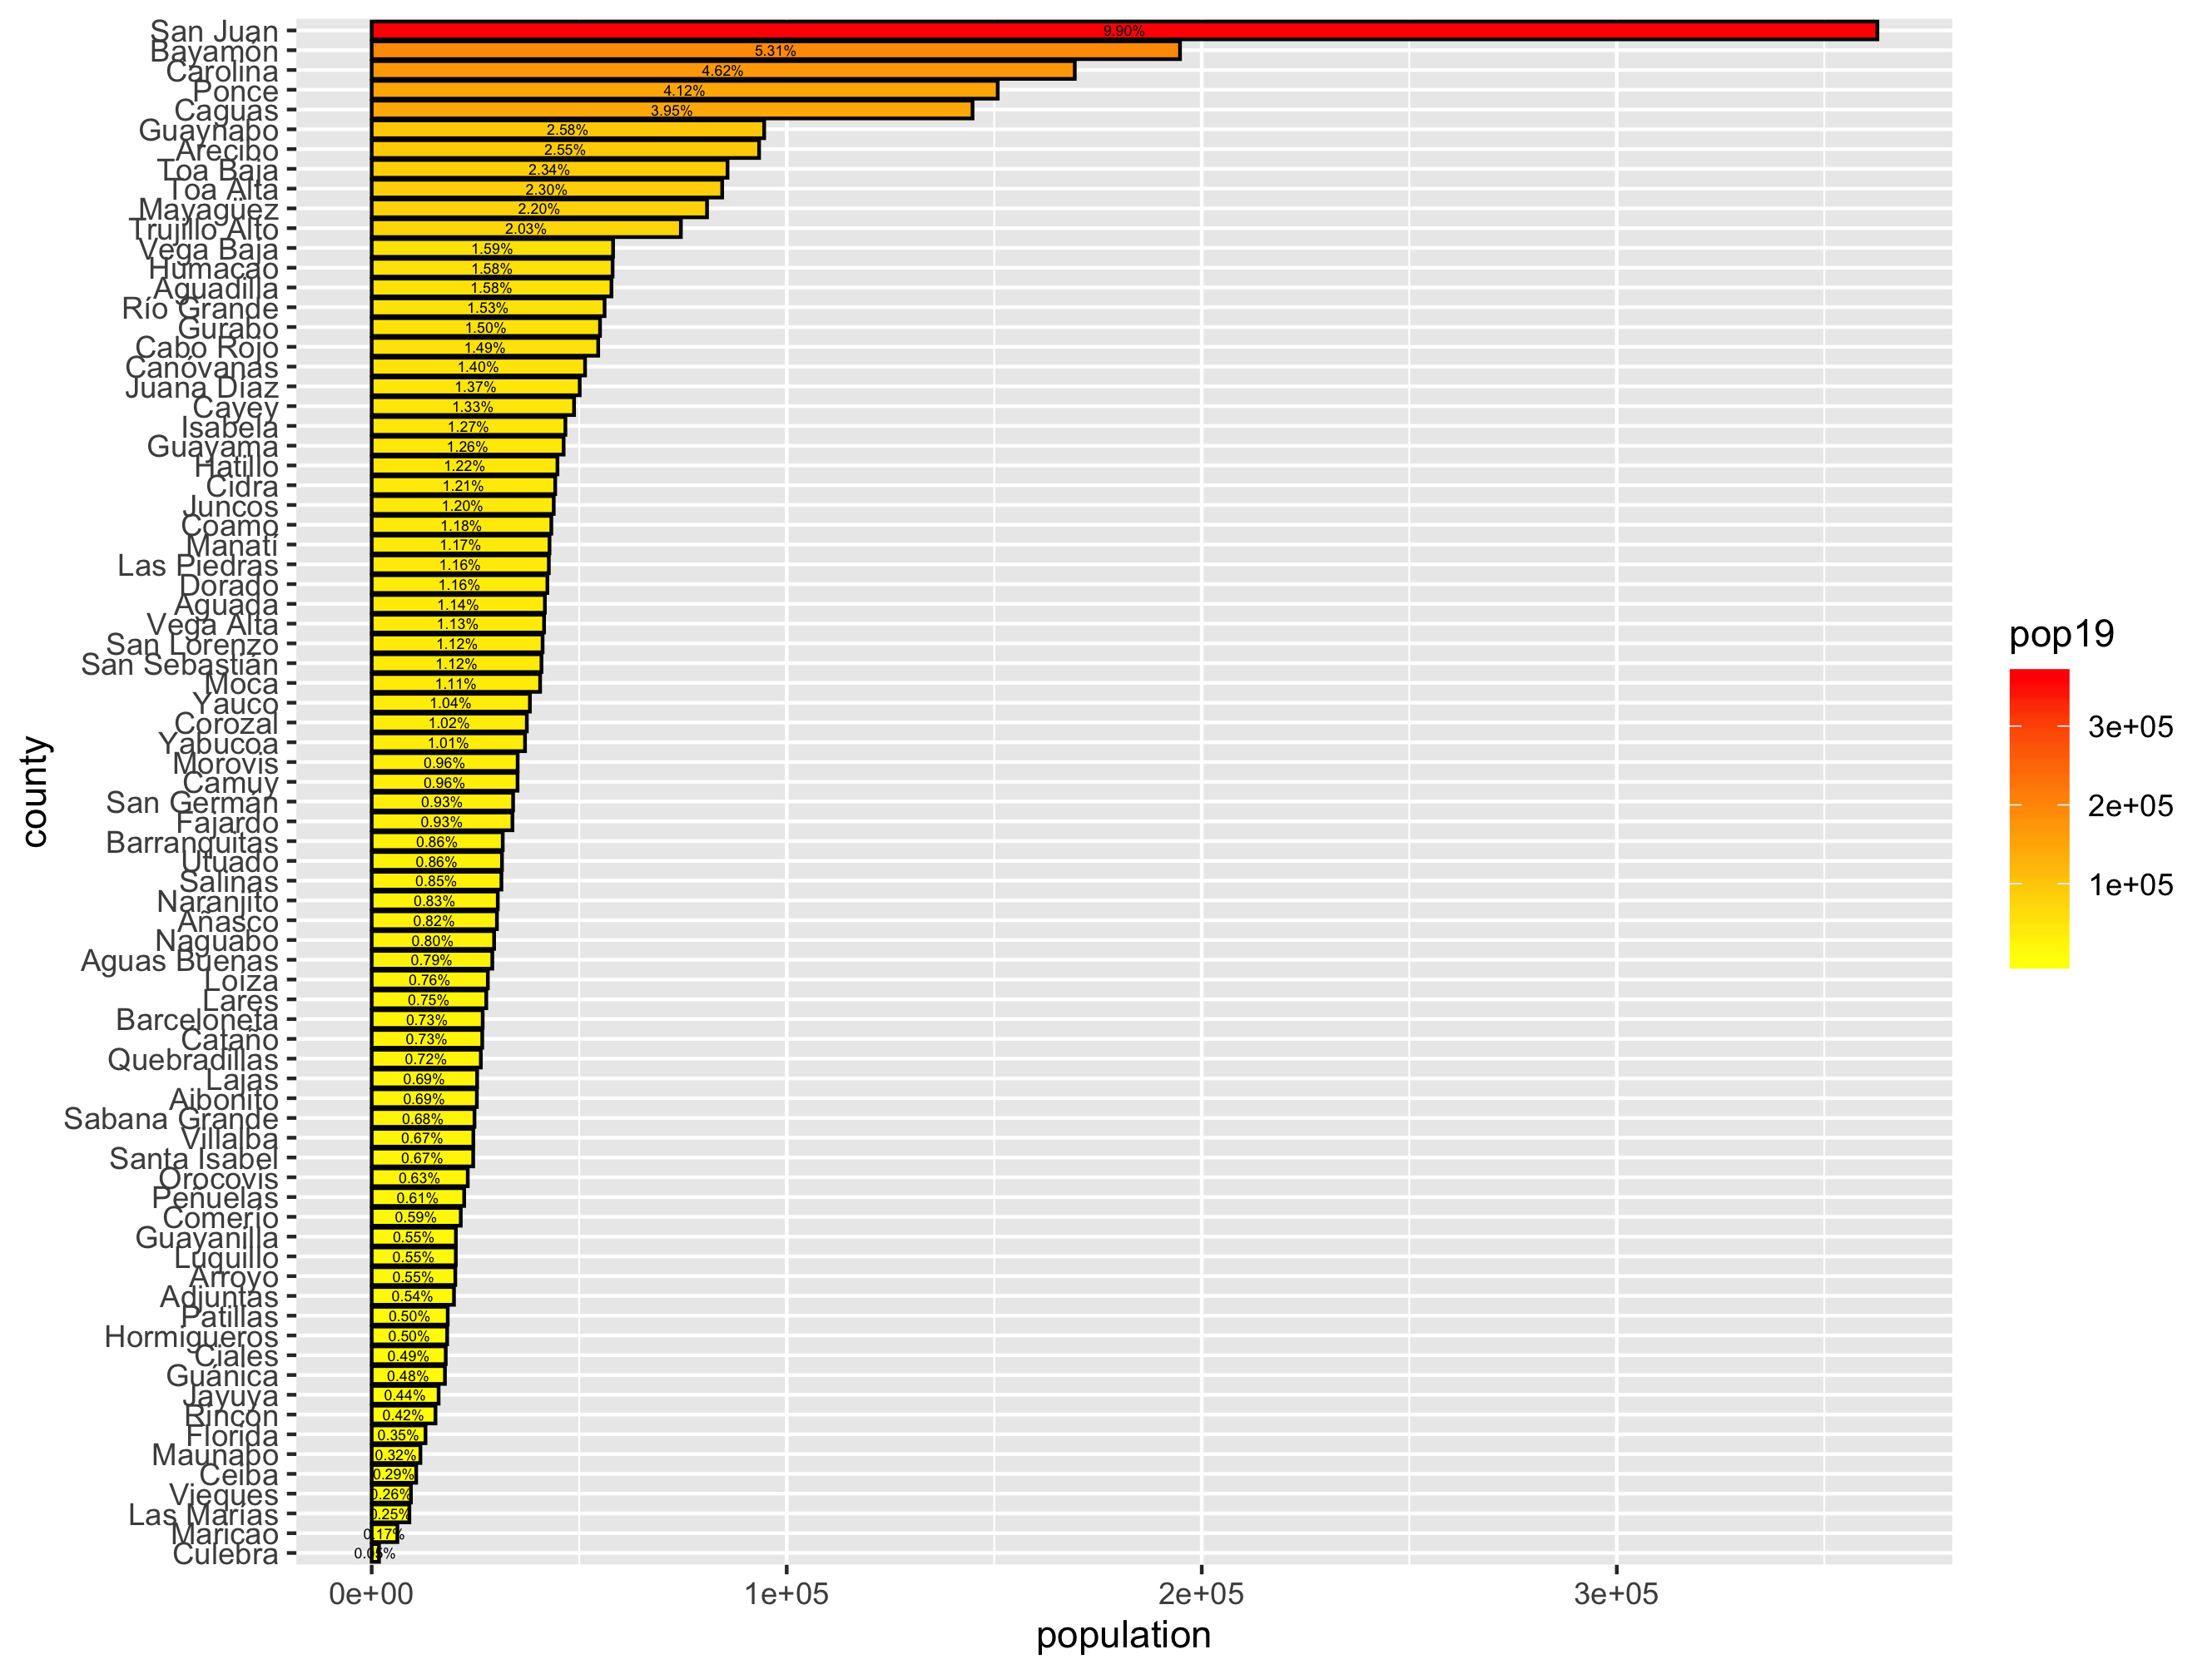 San Juan 9.90%
Bayamón 5.31%
Carolina 4.62%
Ponce 4.12%
Caguas 3.95%
Guaynabo 2.58%
Arecibo 2.55%
Toa Baja 2.34%
Toa Alta 2.30%
Mayagüez 2.20%
Trujillo Alto 2.03%
Vega Baja 1.59%
Humacao 1.58%
Aguadilla 1.58%
Río Grande 1.53%
Gurabo 1.50%
Cabo Rojo 1.49%
Canóvanas 1.40%
Juana Díaz 1.37%
Cayey 1.33%
Isabela 1.27%
Guayama 1.26%
Hatillo 1.22%
Cidra 1.21%
Juncos 1.20%
Coamo 1.18%
Manatí 1.17%
Las Piedras 1.16%
Dorado 1.16%
Aguada 1.14%
Vega Alta 1.13%
San Lorenzo 1.12%
San Sebastián 1.12%
Moca 1.11%
Yauco 1.04%
Corozal 1.02%
Yabucoa 1.01%
Morovis 0.96%
Camuy 0.96%
San Germán 0.93%
Fajardo 0.93%
Barranquitas 0.86%
Utuado 0.86%
Salinas 0.85%
Naranjito 0.83%
Añasco 0.82%
Naguabo 0.80%
Aguas Buenas 0.79%
Loíza 0.76%
Lares 0.75%
Barceloneta 0.73%
Cataño 0.73%
Quebradillas 0.72%
Lajas 0.69%
Aibonito 0.69%
Sabana Grande 0.68%
Villalba 0.67%
Santa Isabel 0.67%
Orocovis 0.63%
Peñuelas 0.61%
Comerío 0.59%
Guayanilla 0.55%
Luquillo 0.55%
Arroyo 0.55%
Adjuntas 0.54%
Patillas 0.50%
Hormigueros 0.50%
Ciales 0.49%
Guánica 0.48%
Jayuya 0.44%
Rincón 0.42%
Florida 0.35%
Maunabo 0.32%
Ceiba 0.29%
Vieques 0.26%
Las Marías 0.25%
Maricao 0.17%
Culebra 0.05%
county
0e+00 1e+05 2e+05 3e+05
population
pop19
3e+05
2e+05
1e+05